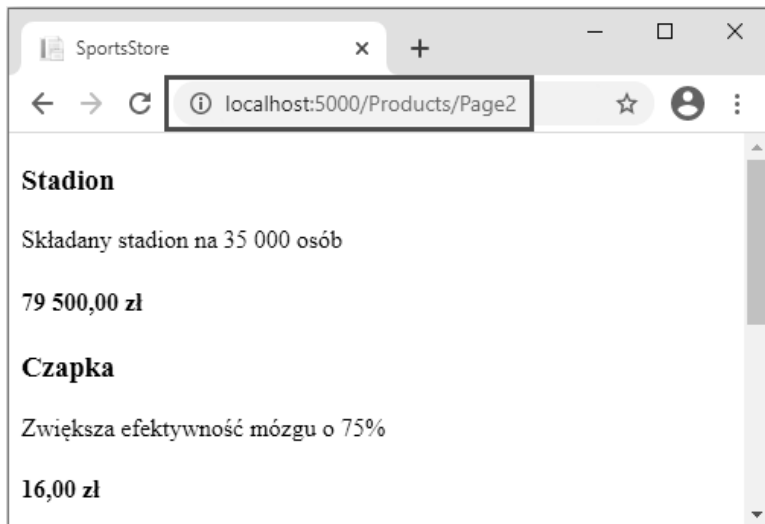 SportsStore
localhost:5000/Products/Page2
Stadion
Składany stadion na 35 000 osób
79 500,00 zł
Czapka
Zwiększa efektywność mózgu o 75%
16,00 zł